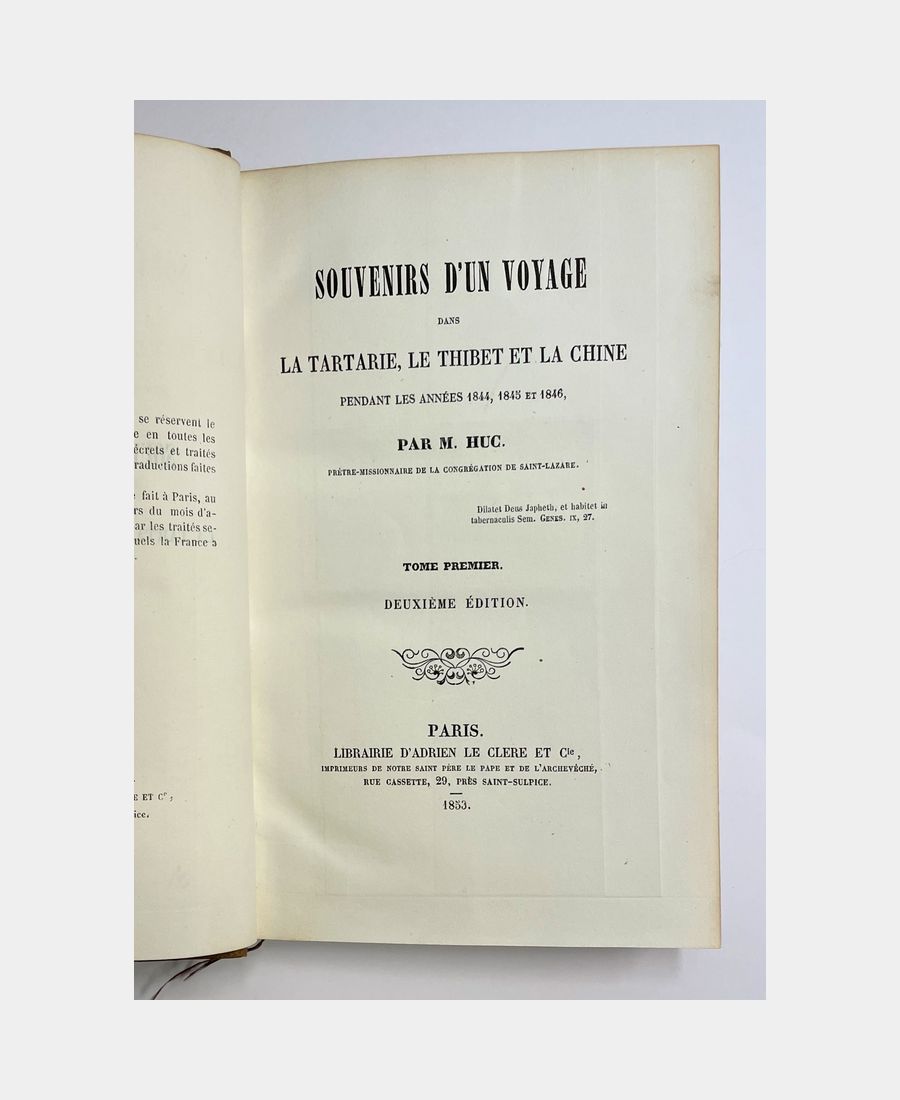 se réservent le
en toutes les
écrets et traités
raductions faites
fait à Paris, au
rs du mois d'a-
ar les traités se-
uels la France a
E ET Cᵉ,
ice.
SOUVENIRS D'UN VOYAGE
DANS
LA TARTARIE, LE THIBET ET LA CHINE
PENDANT LES ANNÉES 1844, 1845 ET 1846,
PAR M. HUC.
PRÊTRE-MISSIONNAIRE DE LA CONGRÉGATION DE SAINT-LAZARE.
Dilatet Deus Japheth, et habitet in
tabernaculis Sem. GENES. IX, 27.
TOME PREMIER.
DEUXIÈME ÉDITION.
PARIS.
LIBRAIRIE D'ADRIEN LE CLERE ET Cie,
IMPRIMEURS DE NOTRE SAINT PÈRE LE PAPE ET DE L'ARCHEVÊCHÉ,
RUE CASSETTE, 29, PRÈS SAINT-SULPICE.
1853.